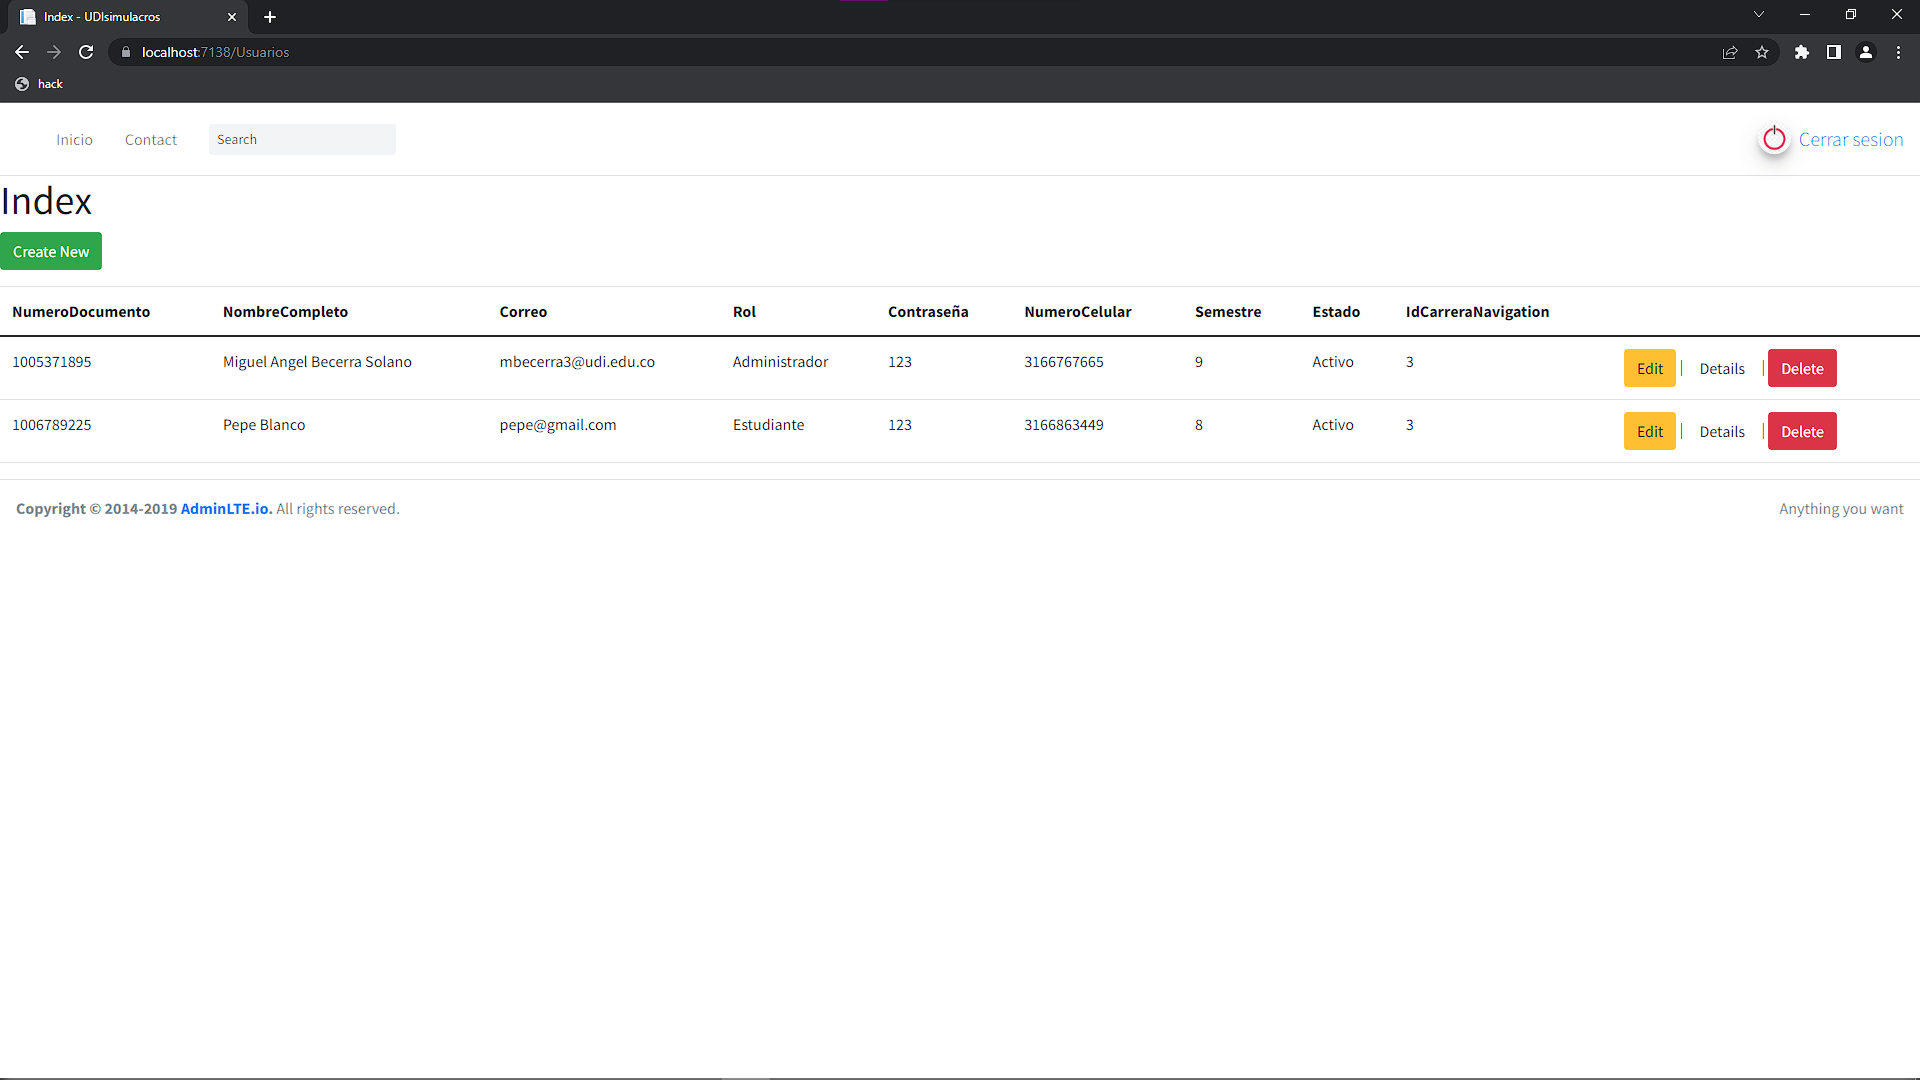 Index - UDIsimulacros
localhost:7138/Usuarios
hack
Inicio Contact Search Cerrar sesion
Index
Create New
NumeroDocumento NombreCompleto Correo Rol Contraseña NumeroCelular Semestre Estado IdCarreraNavigation
1005371895 Miguel Angel Becerra Solano mbecerra3@udi.edu.co Administrador 123 3166767665 9 Activo 3 Edit | Details | Delete
1006789225 Pepe Blanco pepe@gmail.com Estudiante 123 3166863449 8 Activo 3 Edit | Details | Delete
Copyright © 2014-2019 AdminLTE.io. All rights reserved. Anything you want